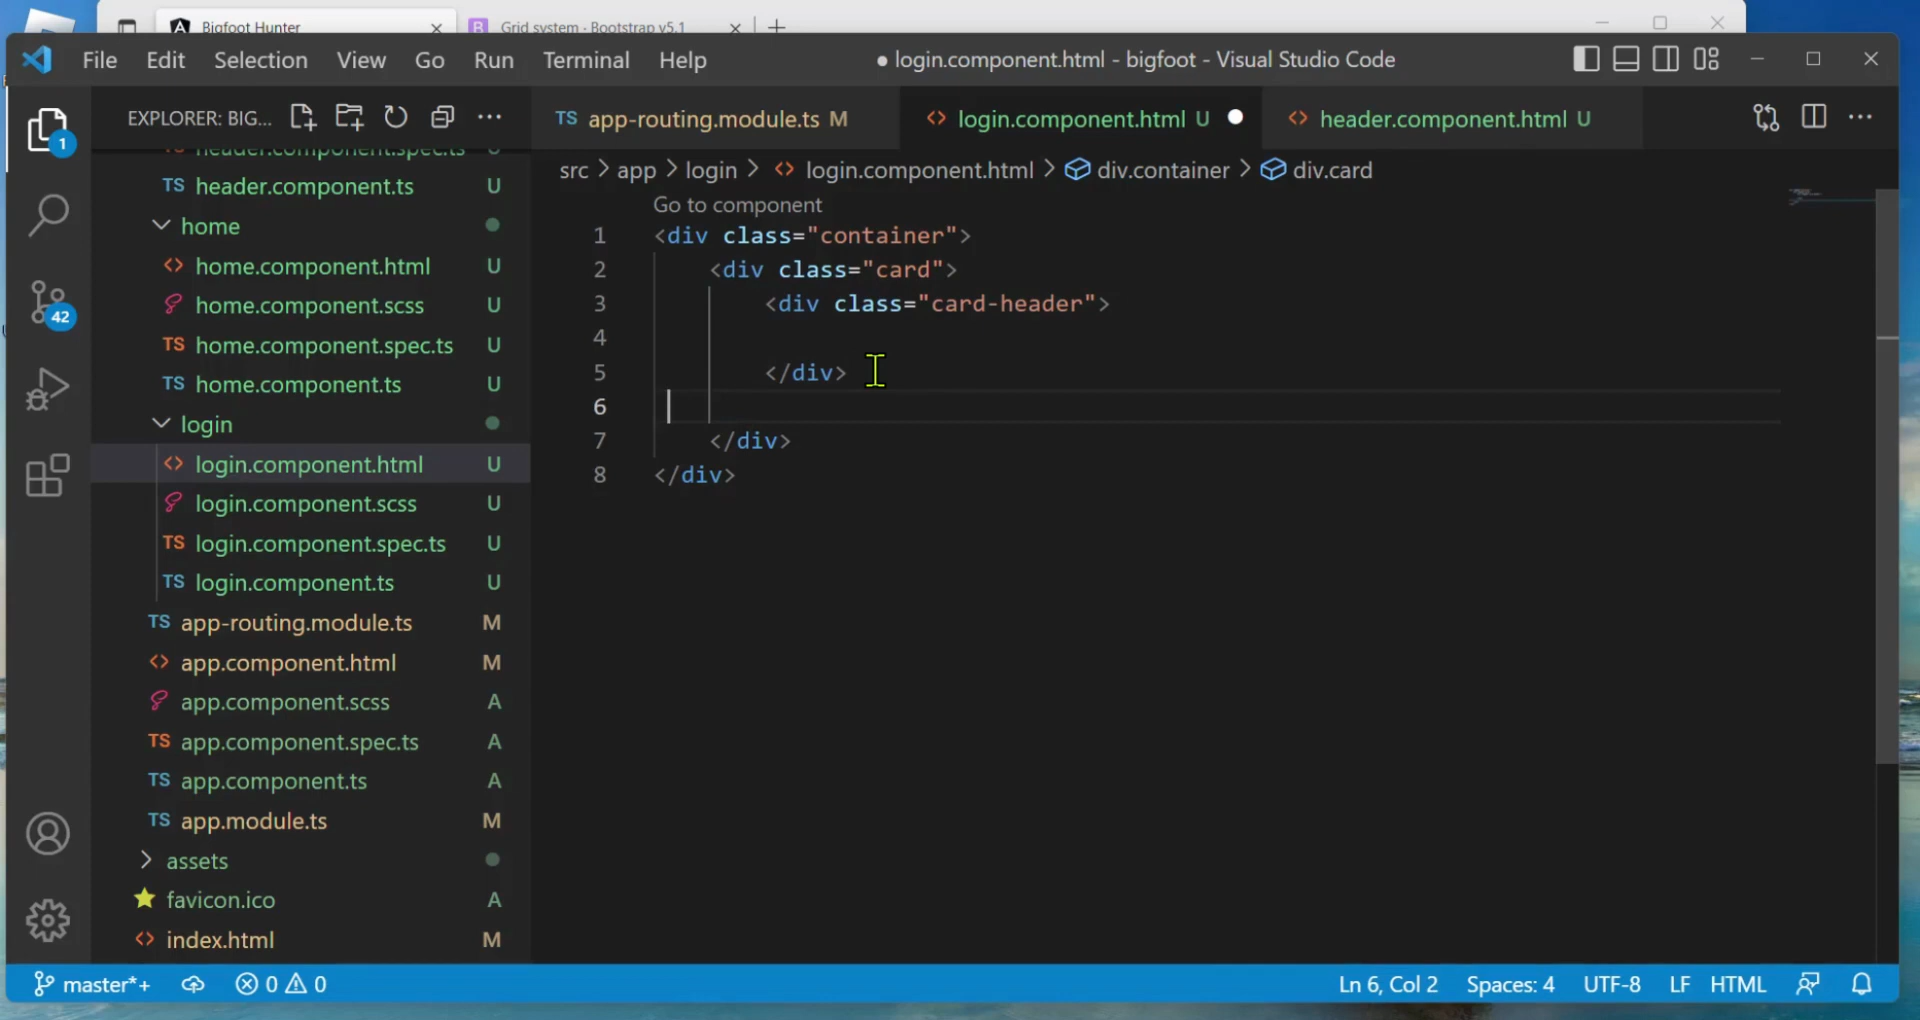 Bigfoot Hunter
Grid system · Bootstrap v5.1
File Edit Selection View Go Run Terminal Help
● login.component.html - bigfoot - Visual Studio Code
EXPLORER: BIG...
TS app-routing.module.ts M
<> login.component.html U ●
<> header.component.html U
src > app > login > <> login.component.html > div.container > div.card
1
42
header.component.spec.ts U
TS header.component.ts U
home
<> home.component.html U
home.component.scss U
TS home.component.spec.ts U
TS home.component.ts U
login
<> login.component.html U
login.component.scss U
TS login.component.spec.ts U
TS login.component.ts U
TS app-routing.module.ts M
<> app.component.html M
app.component.scss A
TS app.component.spec.ts A
TS app.component.ts A
TS app.module.ts M
assets
favicon.ico A
<> index.html M
Go to component
1 <div class="container">
2 <div class="card">
3 <div class="card-header">
4
5 </div>
6
7 </div>
8 </div>
master*+ 0 0 Ln 6, Col 2 Spaces: 4 UTF-8 LF HTML